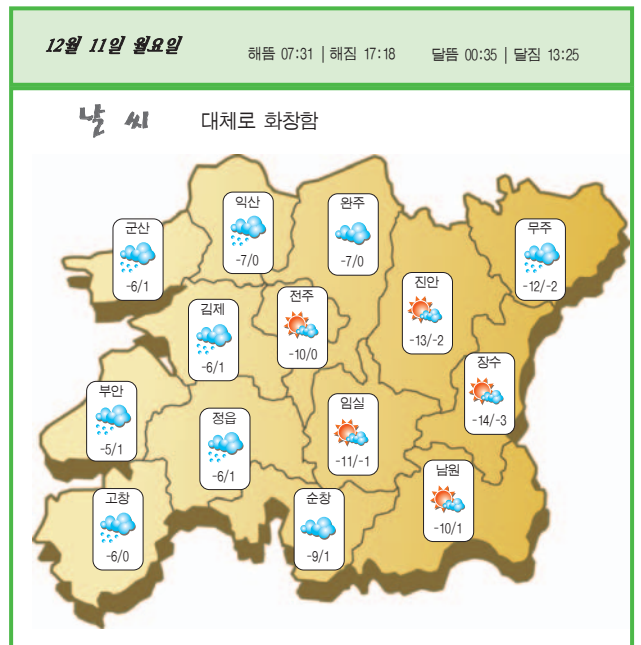 12월 11일 월요일
해뜸 07:31 | 해짐 17:18
달뜸 00:35 | 달짐 13:25
날 씨
대체로 화창함
익산
-7/0
완주
-7/0
군산
-6/1
무주
-12/-2
진안
-13/-2
전주
-10/0
김제
-6/1
장수
-14/-3
부안
-5/1
임실
-11/-1
정읍
-6/1
남원
-10/1
고창
-6/0
순창
-9/1